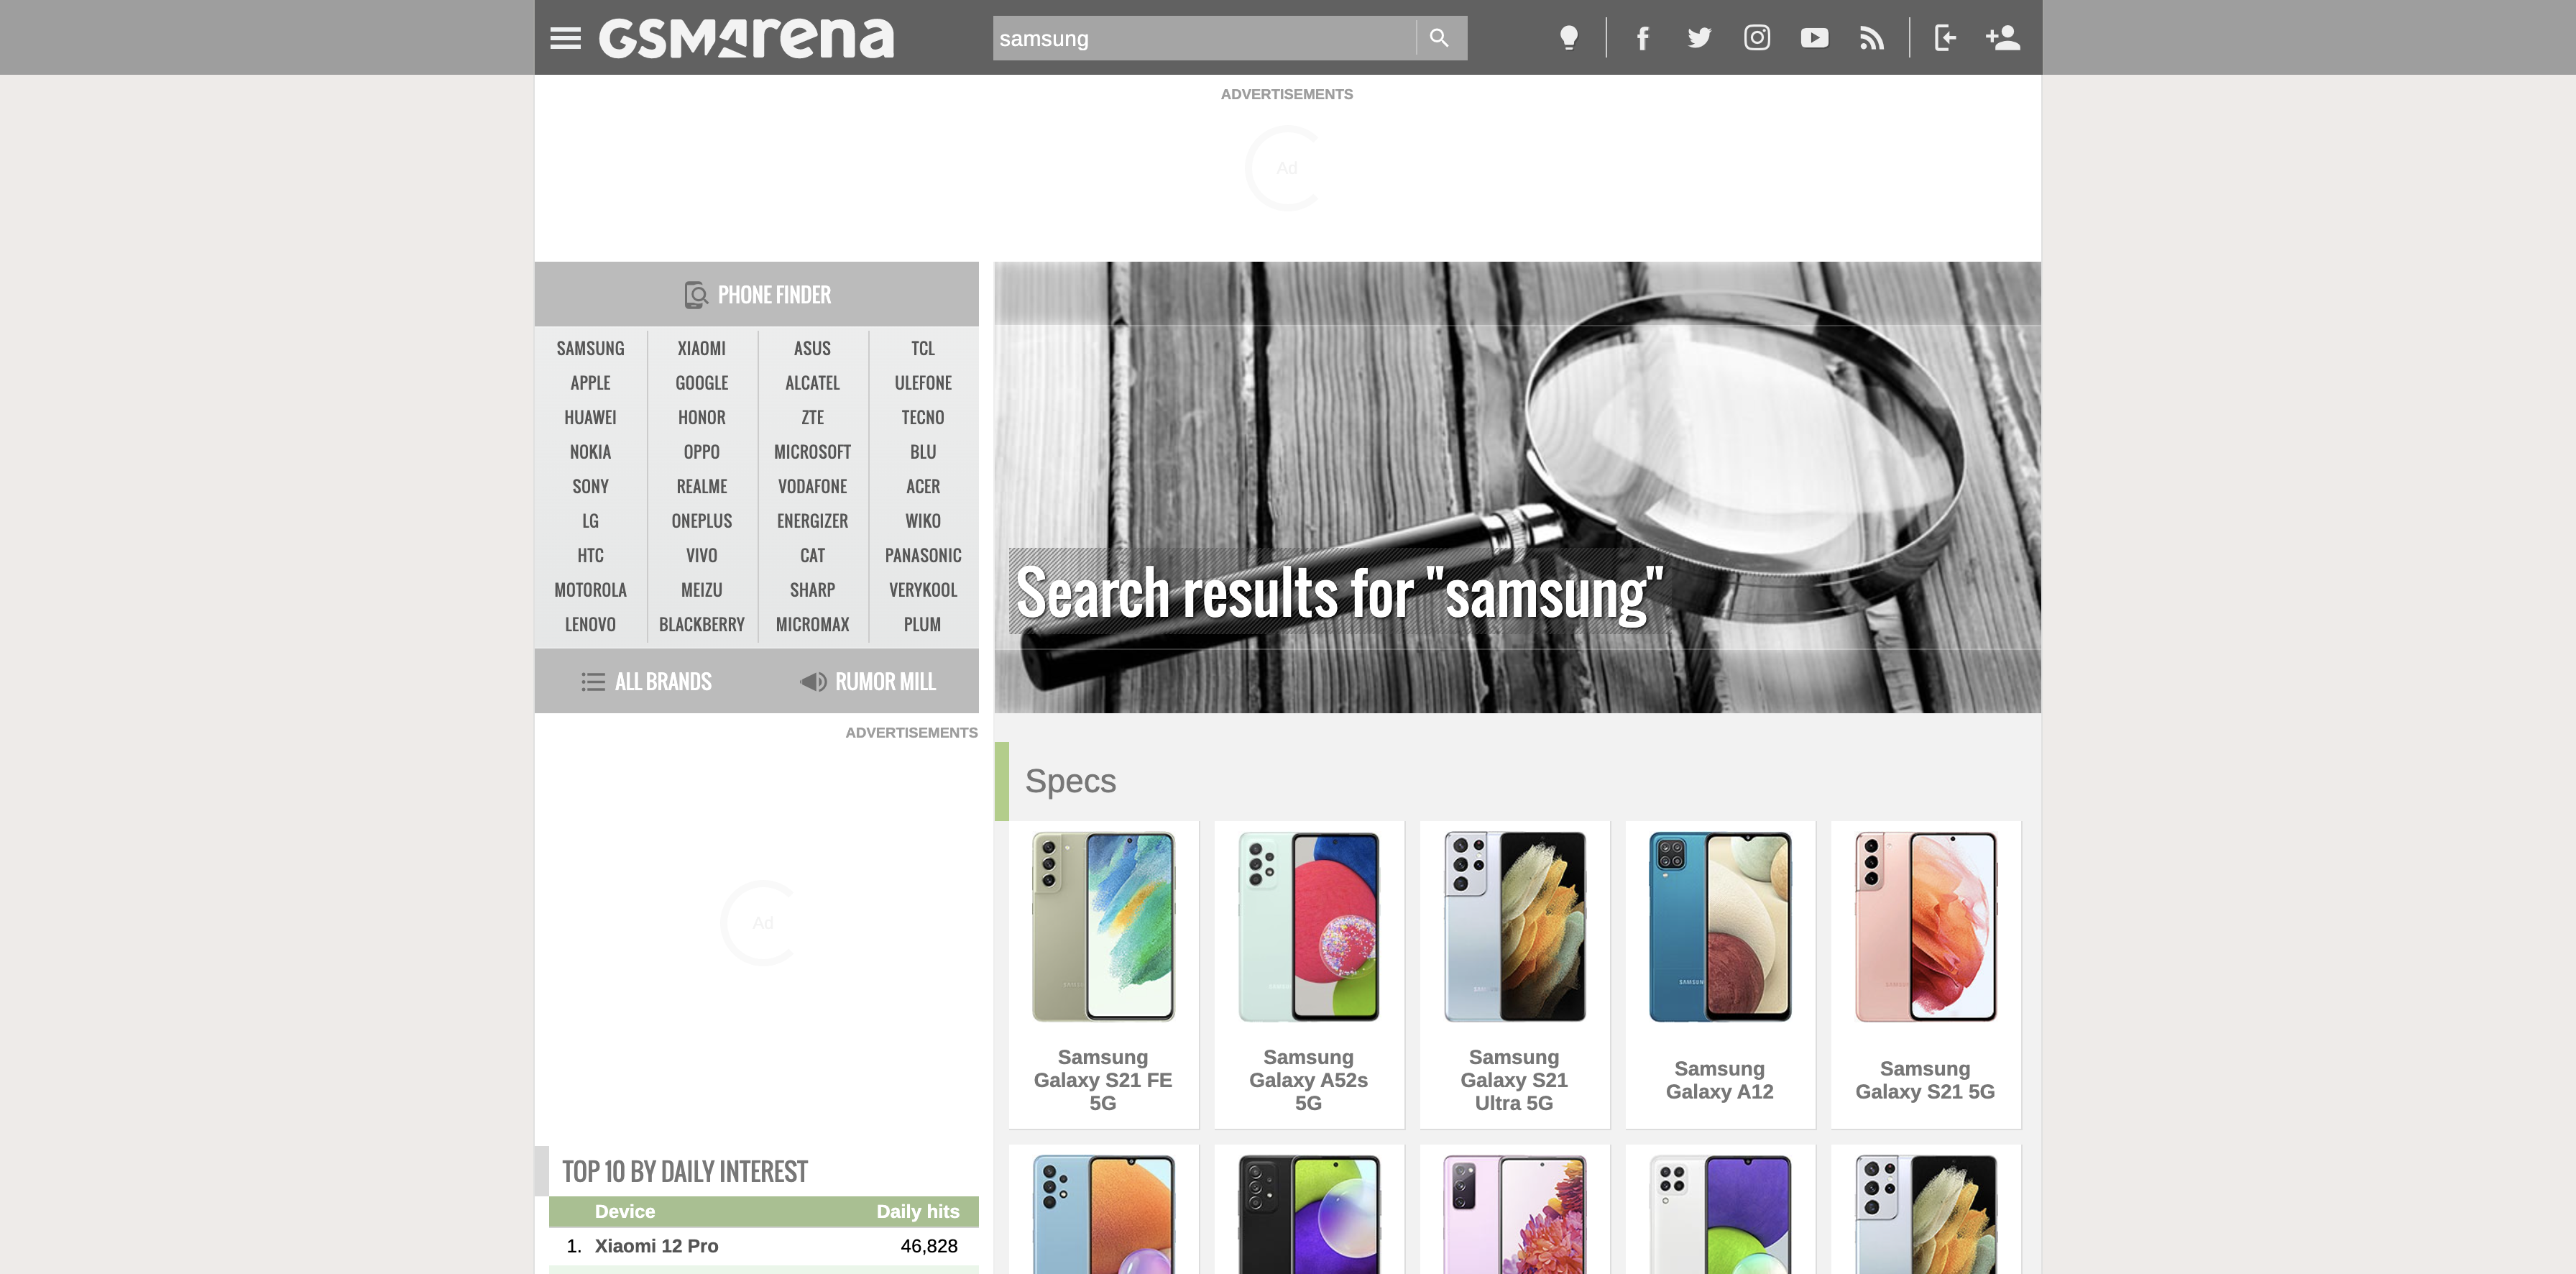 GSMArena
samsung
ADVERTISEMENTS
Ad
PHONE FINDER
SAMSUNG XIAOMI ASUS TCL
APPLE GOOGLE ALCATEL ULEFONE
HUAWEI HONOR ZTE TECNO
NOKIA OPPO MICROSOFT BLU
SONY REALME VODAFONE ACER
LG ONEPLUS ENERGIZER WIKO
HTC VIVO CAT PANASONIC
MOTOROLA MEIZU SHARP VERYKOOL
LENOVO BLACKBERRY MICROMAX PLUM
ALL BRANDS RUMOR MILL
Search results for "samsung"
ADVERTISEMENTS
Ad
TOP 10 BY DAILY INTEREST
Device Daily hits
1. Xiaomi 12 Pro 46,828
Specs
Samsung
Galaxy S21 FE
5G
Samsung
Galaxy A52s
5G
Samsung
Galaxy S21
Ultra 5G
SAMSUNG
Samsung
Galaxy A12
Samsung
Galaxy S21 5G